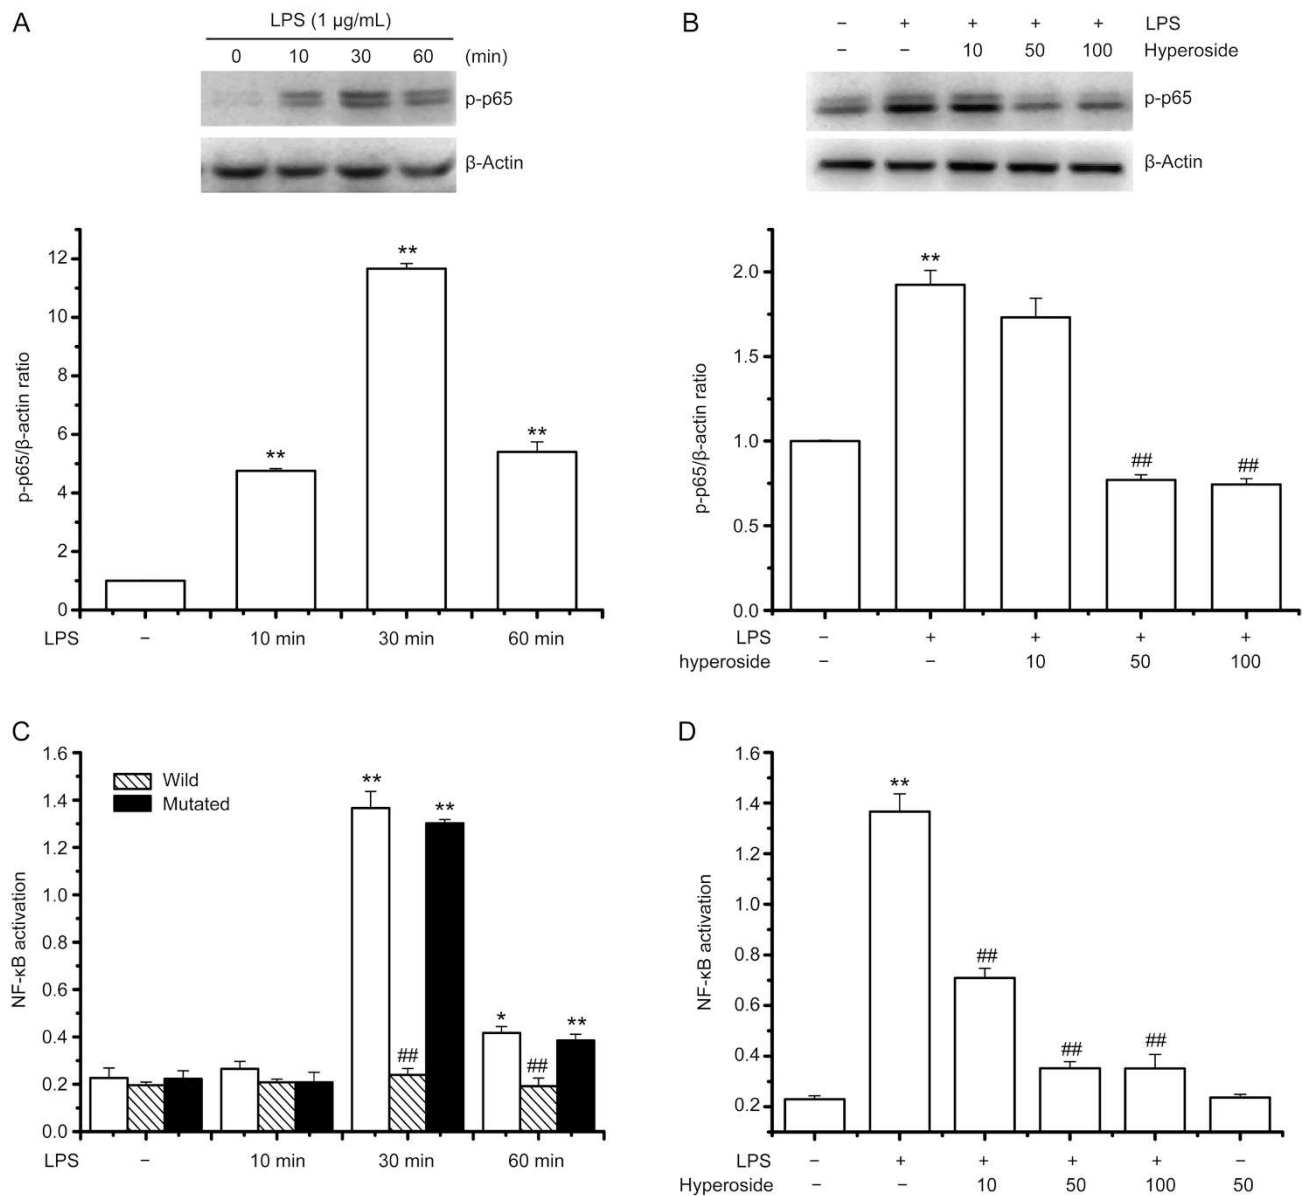 A
LPS (1 μg/mL)
0 10 30 60 (min)
p-p65
β-Actin
12
10
8
6
4
2
0
p-p65/β-actin ratio
** ** **
LPS – 10 min 30 min 60 min
B
– + + + + LPS
– – 10 50 100 Hyperoside
p-p65
β-Actin
2.0
1.5
1.0
0.5
0.0
p-p65/β-actin ratio
** ## ##
LPS – + + + +
hyperoside – – 10 50 100
C
1.6
1.4
1.2
1.0
0.8
0.6
0.4
0.2
0.0
NF-κB activation
Wild
Mutated
** ## ** * ## **
LPS – 10 min 30 min 60 min
D
1.6
1.4
1.2
1.0
0.8
0.6
0.4
0.2
NF-κB activation
** ## ## ##
LPS – + + + + –
Hyperoside – – 10 50 100 50